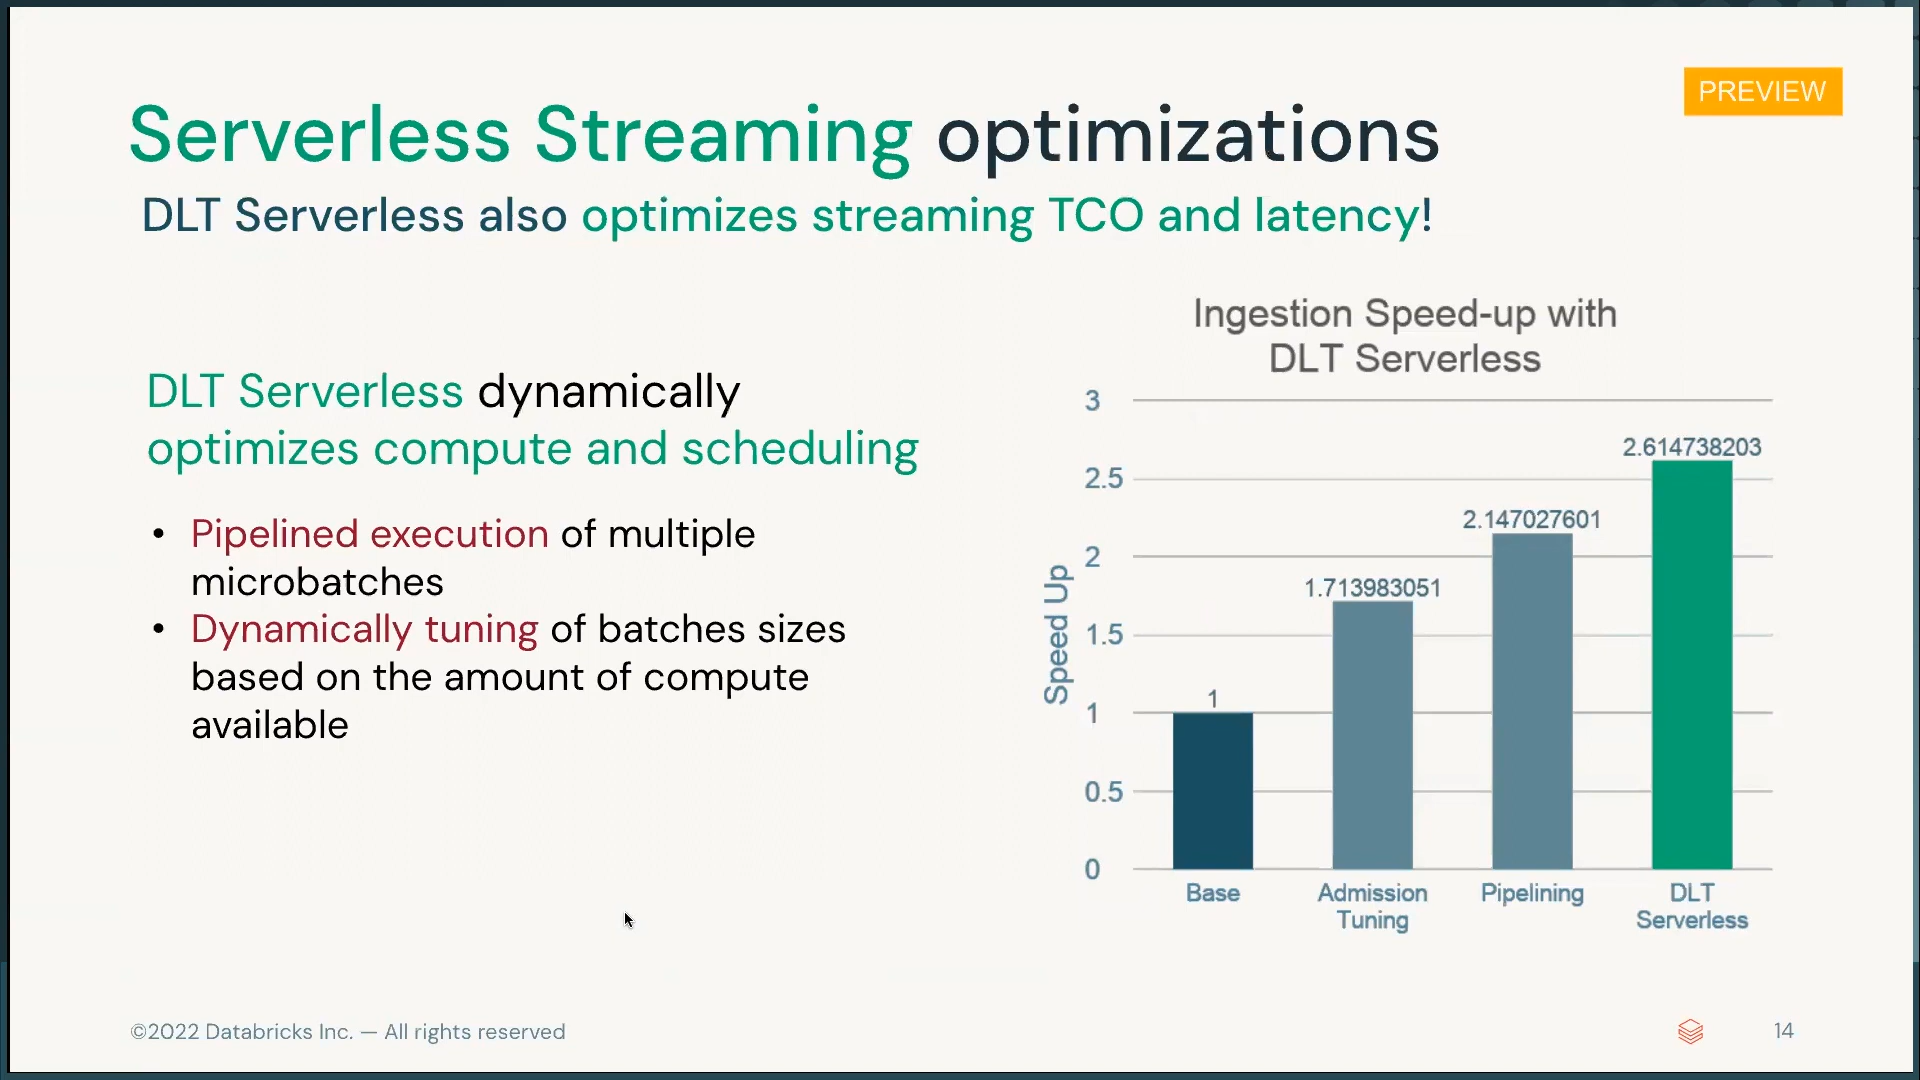 PREVIEW
Serverless Streaming optimizations
DLT Serverless also optimizes streaming TCO and latency!
DLT Serverless dynamically
optimizes compute and scheduling
• Pipelined execution of multiple
microbatches
• Dynamically tuning of batches sizes
based on the amount of compute
available
Ingestion Speed-up with
DLT Serverless
Speed Up
3
2.5
2
1.5
1
0.5
0
1
1.713983051
2.147027601
2.614738203
Base
Admission
Tuning
Pipelining
DLT
Serverless
©2022 Databricks Inc. — All rights reserved
14